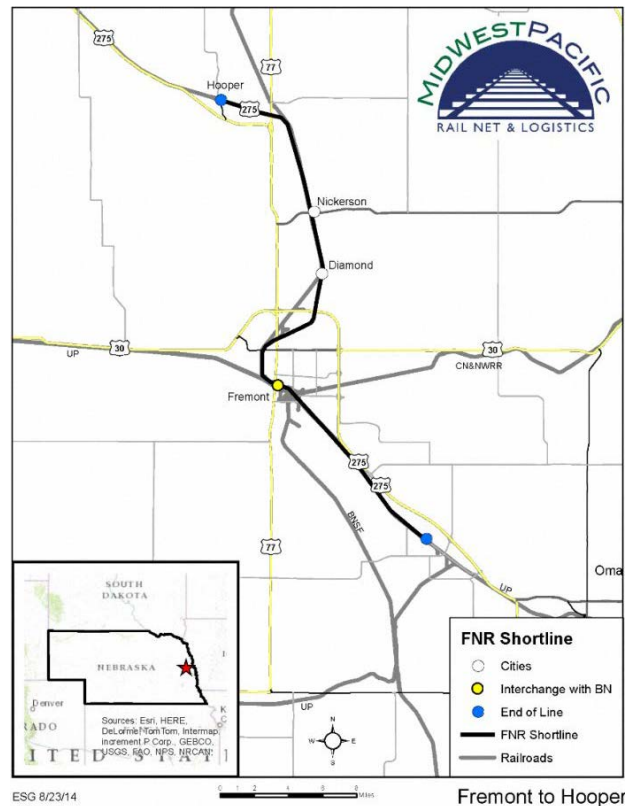 275
77
MIDWESTPACIFIC
RAIL NET & LOGISTICS
Hooper
275
Nickerson
Diamond
UP
30
30
CN&NWRR
Fremont
275
275
BNSF
77
UP
Oma
SOUTH
DAKOTA
NEBRASKA
Denver
RADO
Sources: Esri, HERE,
DeLorme, TomTom, Intermap,
increment P Corp., GEBCO,
USGS, FAO, NPS, NRCAN,
ITED STAT
UP
N
W E
S
FNR Shortline
Cities
Interchange with BN
End of Line
FNR Shortline
Railroads
ESG 8/23/14
0 1 2 4 6 8
Miles
Fremont to Hooper